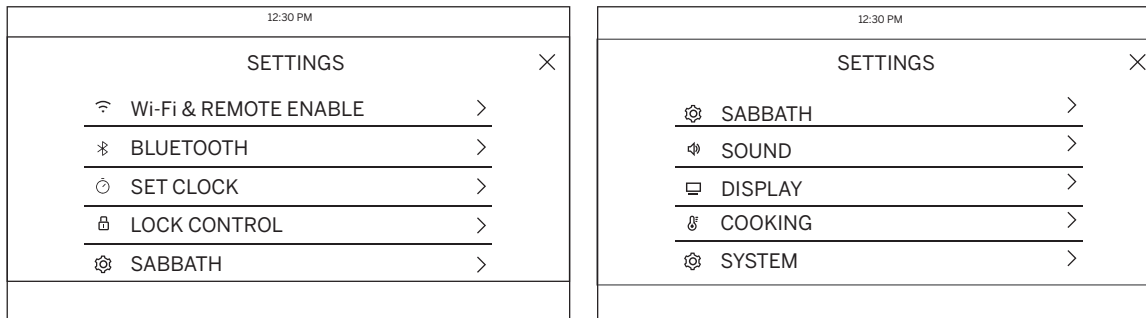 12:30 PM
SETTINGS
Wi-Fi & REMOTE ENABLE
BLUETOOTH
SET CLOCK
LOCK CONTROL
SABBATH
12:30 PM
SETTINGS
SABBATH
SOUND
DISPLAY
COOKING
SYSTEM